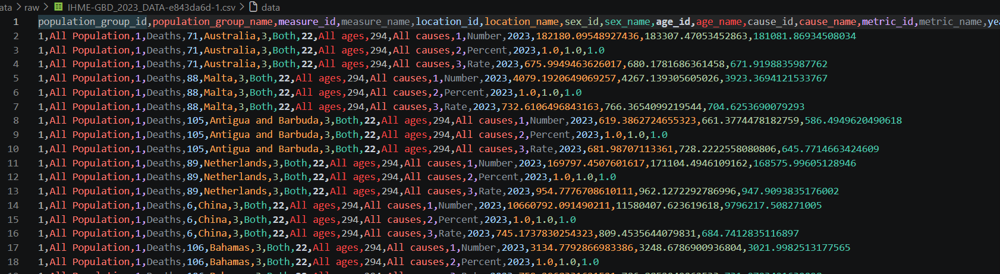 ata > raw > IHME-GBD_2023_DATA-e843da6d-1.csv > data
1 population_group_id,population_group_name,measure_id,measure_name,location_id,location_name,sex_id,sex_name,age_id,age_name,cause_id,cause_name,metric_id,metric_name,yea
2 1,All Population,1,Deaths,71,Australia,3,Both,22,All ages,294,All causes,1,Number,2023,182180.09548927436,183307.47053452863,181081.86934508034
3 1,All Population,1,Deaths,71,Australia,3,Both,22,All ages,294,All causes,2,Percent,2023,1.0,1.0,1.0
4 1,All Population,1,Deaths,71,Australia,3,Both,22,All ages,294,All causes,3,Rate,2023,675.9949463626017,680.1781686361458,671.9198835987762
5 1,All Population,1,Deaths,88,Malta,3,Both,22,All ages,294,All causes,1,Number,2023,4079.1920649069257,4267.139305605026,3923.3694121533767
6 1,All Population,1,Deaths,88,Malta,3,Both,22,All ages,294,All causes,2,Percent,2023,1.0,1.0,1.0
7 1,All Population,1,Deaths,88,Malta,3,Both,22,All ages,294,All causes,3,Rate,2023,732.6106496843163,766.3654099219544,704.6253690079293
8 1,All Population,1,Deaths,105,Antigua and Barbuda,3,Both,22,All ages,294,All causes,1,Number,2023,619.3862724655323,661.3774478182759,586.4949620490618
9 1,All Population,1,Deaths,105,Antigua and Barbuda,3,Both,22,All ages,294,All causes,2,Percent,2023,1.0,1.0,1.0
10 1,All Population,1,Deaths,105,Antigua and Barbuda,3,Both,22,All ages,294,All causes,3,Rate,2023,681.98707113361,728.2222558080806,645.7714663424609
11 1,All Population,1,Deaths,89,Netherlands,3,Both,22,All ages,294,All causes,1,Number,2023,169797.4507601617,171104.4946109162,168575.99605128946
12 1,All Population,1,Deaths,89,Netherlands,3,Both,22,All ages,294,All causes,2,Percent,2023,1.0,1.0,1.0
13 1,All Population,1,Deaths,89,Netherlands,3,Both,22,All ages,294,All causes,3,Rate,2023,954.7776708610111,962.1272292786996,947.9093835176002
14 1,All Population,1,Deaths,6,China,3,Both,22,All ages,294,All causes,1,Number,2023,10660792.091490211,11580407.623619618,9796217.508271005
15 1,All Population,1,Deaths,6,China,3,Both,22,All ages,294,All causes,2,Percent,2023,1.0,1.0,1.0
16 1,All Population,1,Deaths,6,China,3,Both,22,All ages,294,All causes,3,Rate,2023,745.1737830254323,809.4535644079831,684.7412835116897
17 1,All Population,1,Deaths,106,Bahamas,3,Both,22,All ages,294,All causes,1,Number,2023,3134.7792866983386,3248.6786900936804,3021.9982513177565
18 1,All Population,1,Deaths,106,Bahamas,3,Both,22,All ages,294,All causes,2,Percent,2023,1.0,1.0,1.0